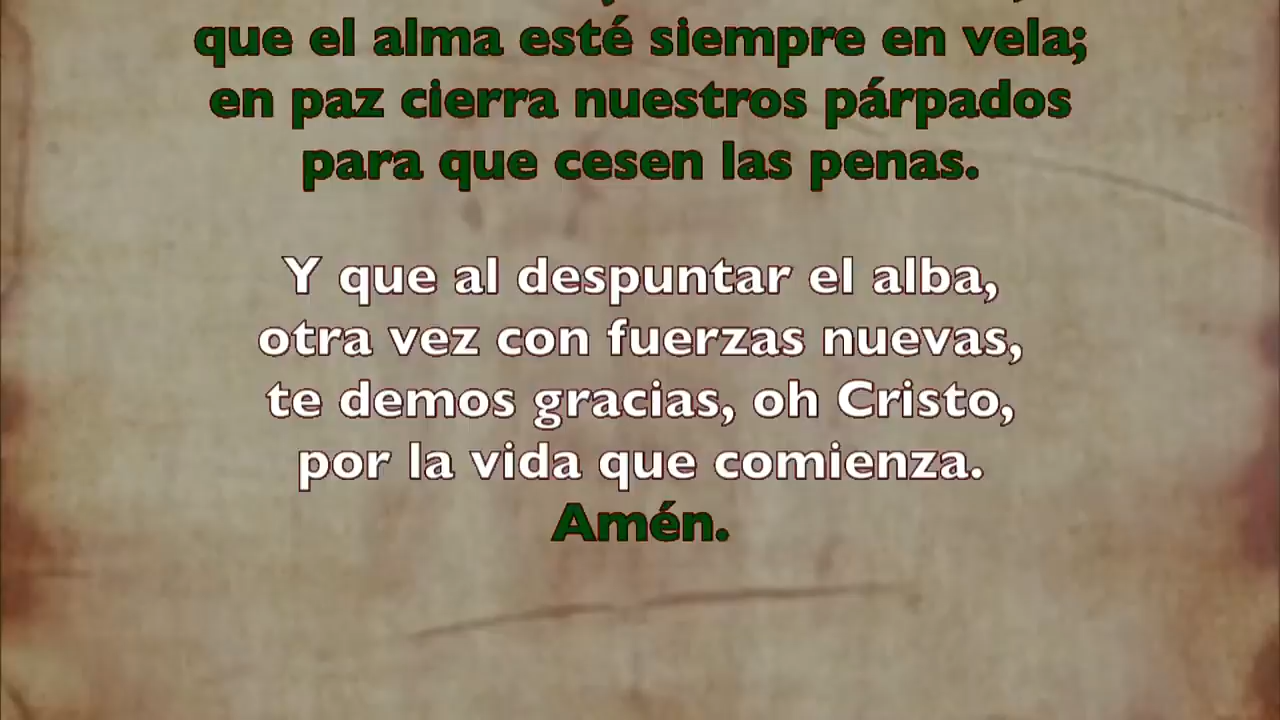 que el alma esté siempre en vela;
en paz cierra nuestros párpados
para que cesen las penas.
Y que al despuntar el alba,
otra vez con fuerzas nuevas,
te demos gracias, oh Cristo,
por la vida que comienza.
Amén.